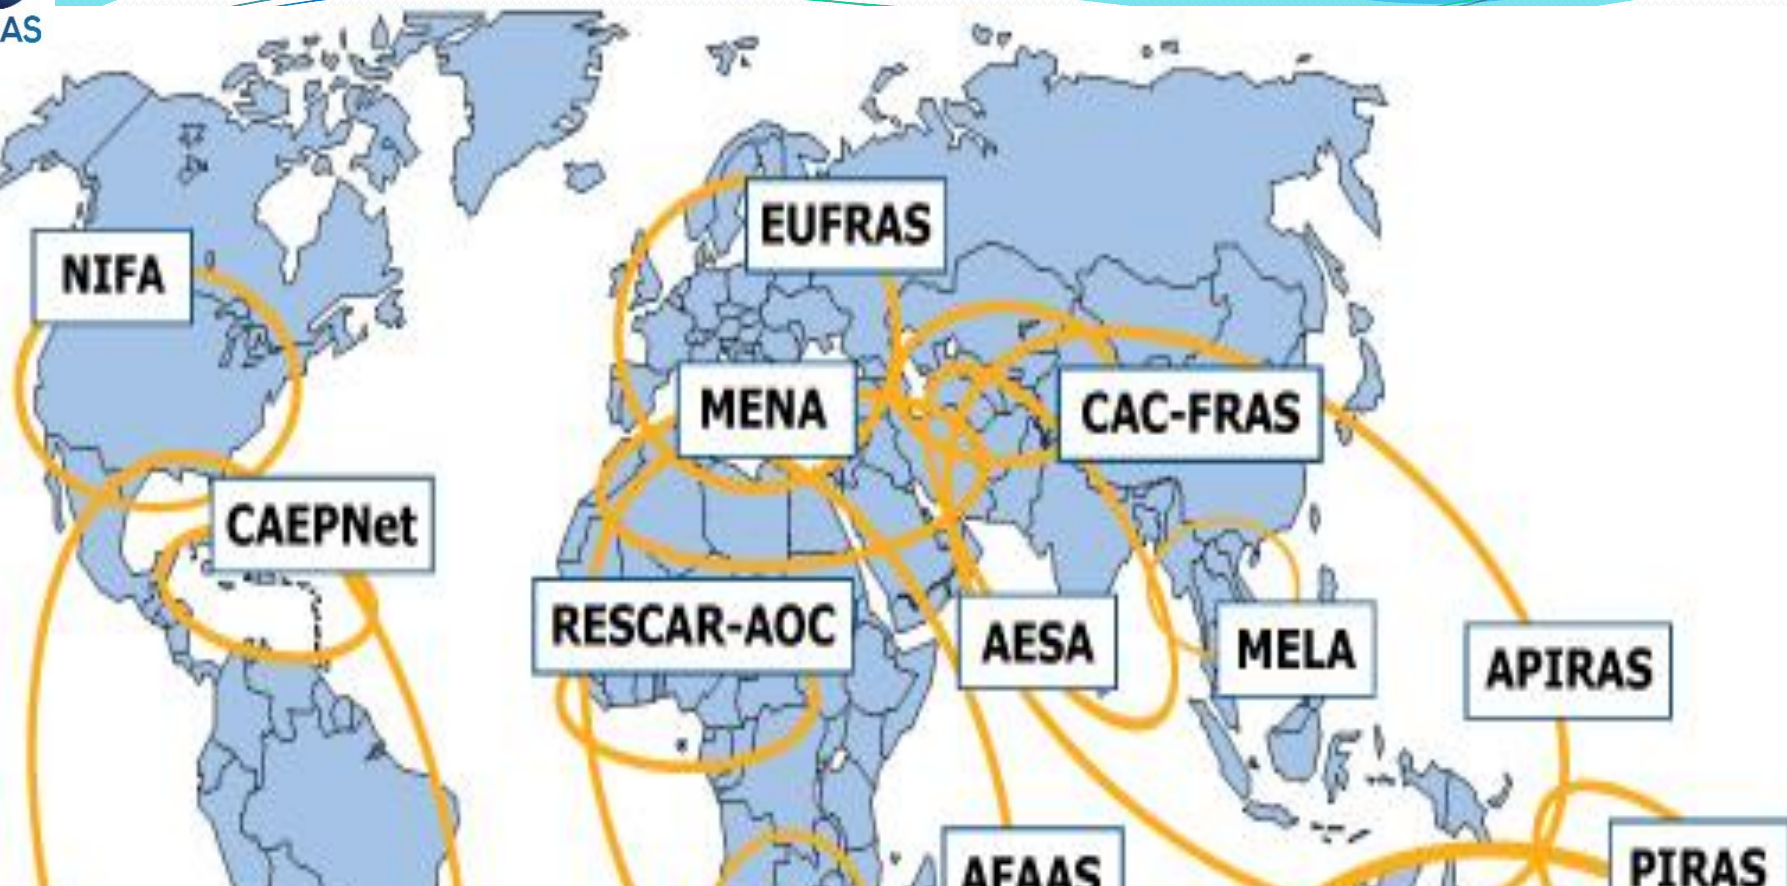 AS
EUFRAS
NIFA
MENA
CAC-FRAS
CAEPNet
RESCAR-AOC
AESA
MELA
APIRAS
AFAAS
PIRAS